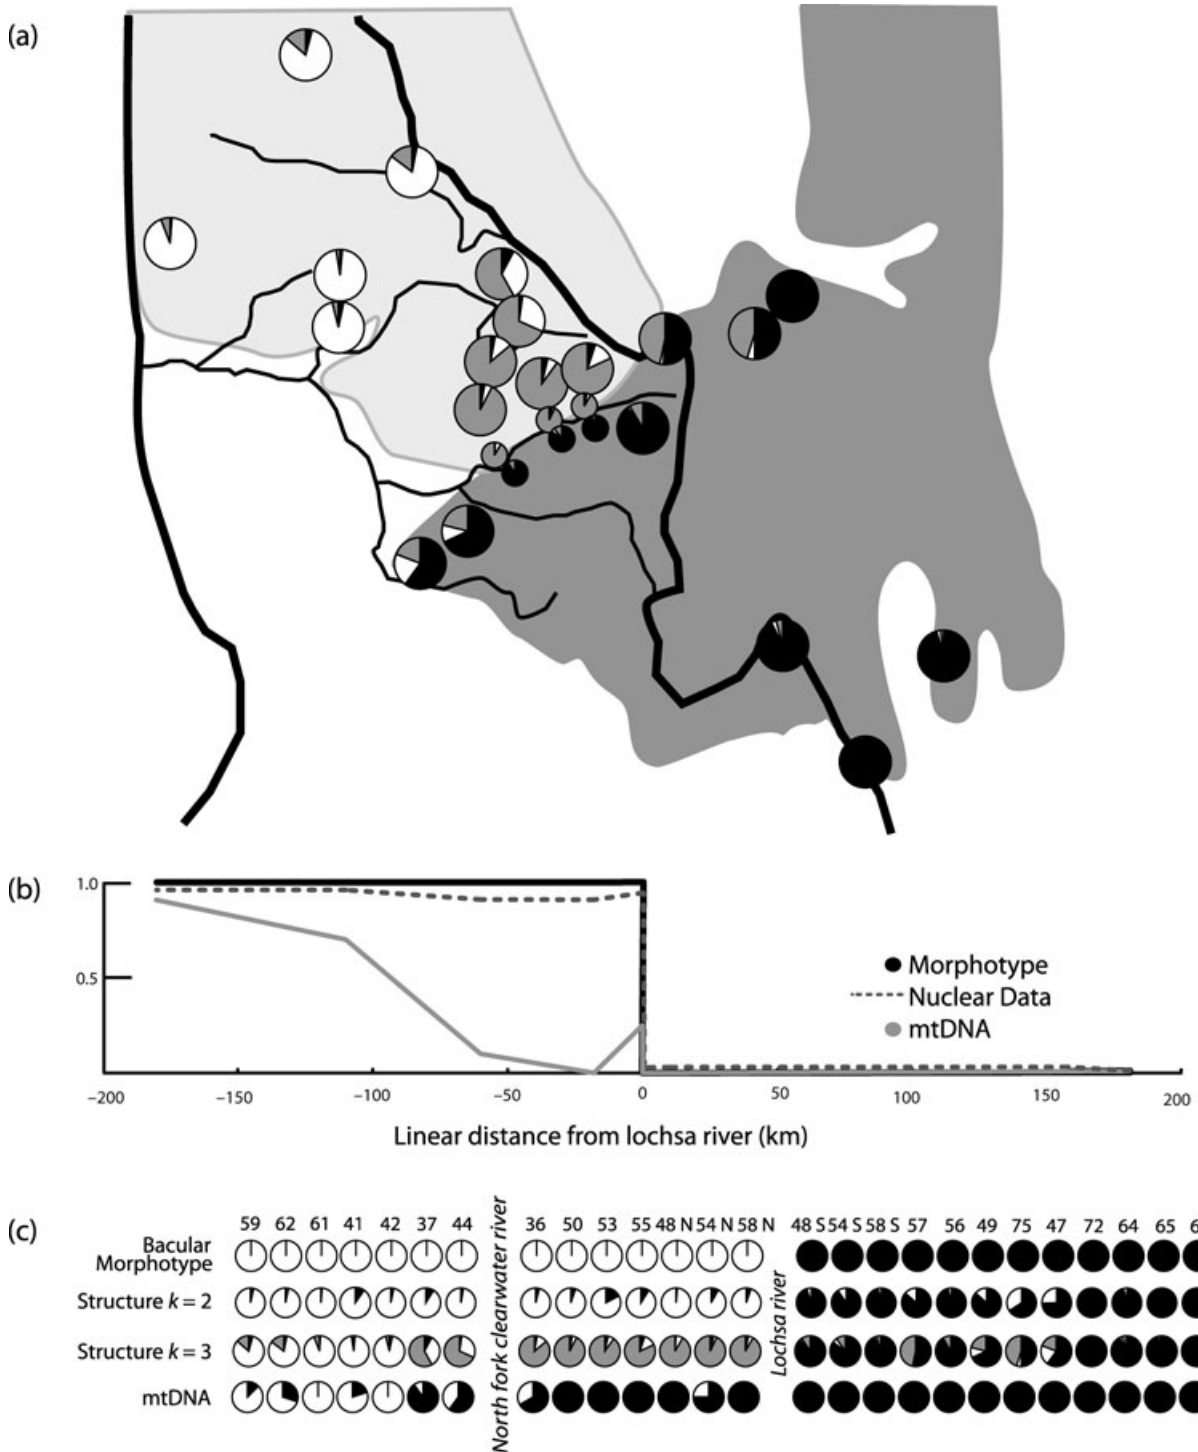 (a)
(b)
1.0
0.5
Morphotype
Nuclear Data
mtDNA
−200 −150 −100 −50 0 50 100 150 200
Linear distance from lochsa river (km)
(c)
59 62 61 41 42 37 44 36 50 53 55 48 N 54 N 58 N 48 S 54 S 58 S 57 56 49 75 47 72 64 65
Bacular
Morphotype
Structure k = 2
Structure k = 3
mtDNA
North fork clearwater river
Lochsa river